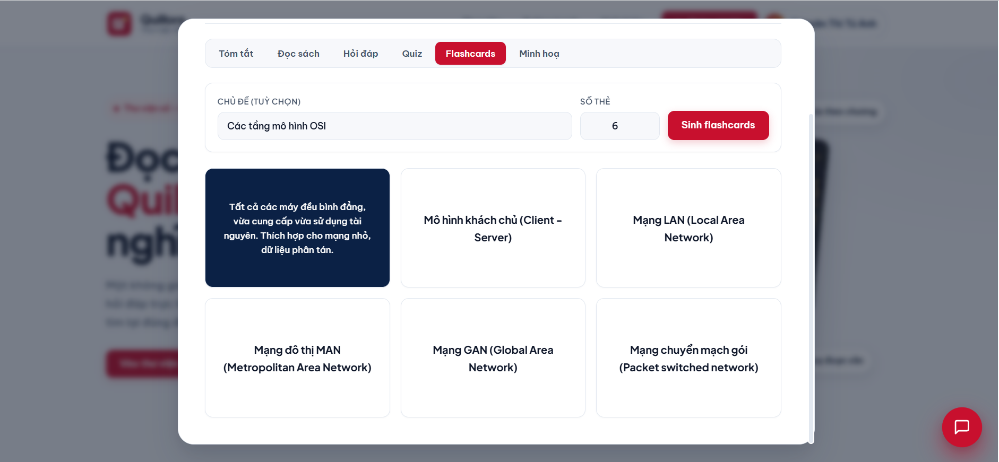 Tóm tắt
Đọc sách
Hỏi đáp
Quiz
Flashcards
Minh hoạ
CHỦ ĐỀ (TUỲ CHỌN)
SỐ THẺ
Các tầng mô hình OSI
6
Sinh flashcards
Tất cả các máy đều bình đẳng,
vừa cung cấp vừa sử dụng tài
nguyên. Thích hợp cho mạng nhỏ,
dữ liệu phân tán.
Mô hình khách chủ (Client –
Server)
Mạng LAN (Local Area
Network)
Mạng đô thị MAN
(Metropolitan Area Network)
Mạng GAN (Global Area
Network)
Mạng chuyển mạch gói
(Packet switched network)
Đọc
Qui
nghĩ